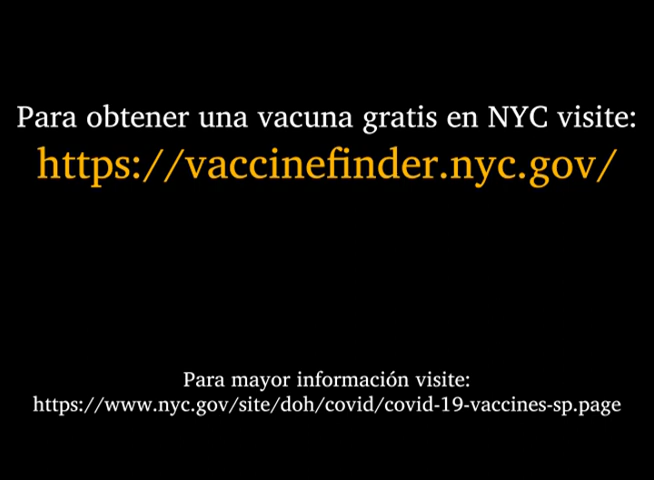 Para obtener una vacuna gratis en NYC visite:
https://vaccinefinder.nyc.gov/
Para mayor información visite:
https://www.nyc.gov/site/doh/covid/covid-19-vaccines-sp.page